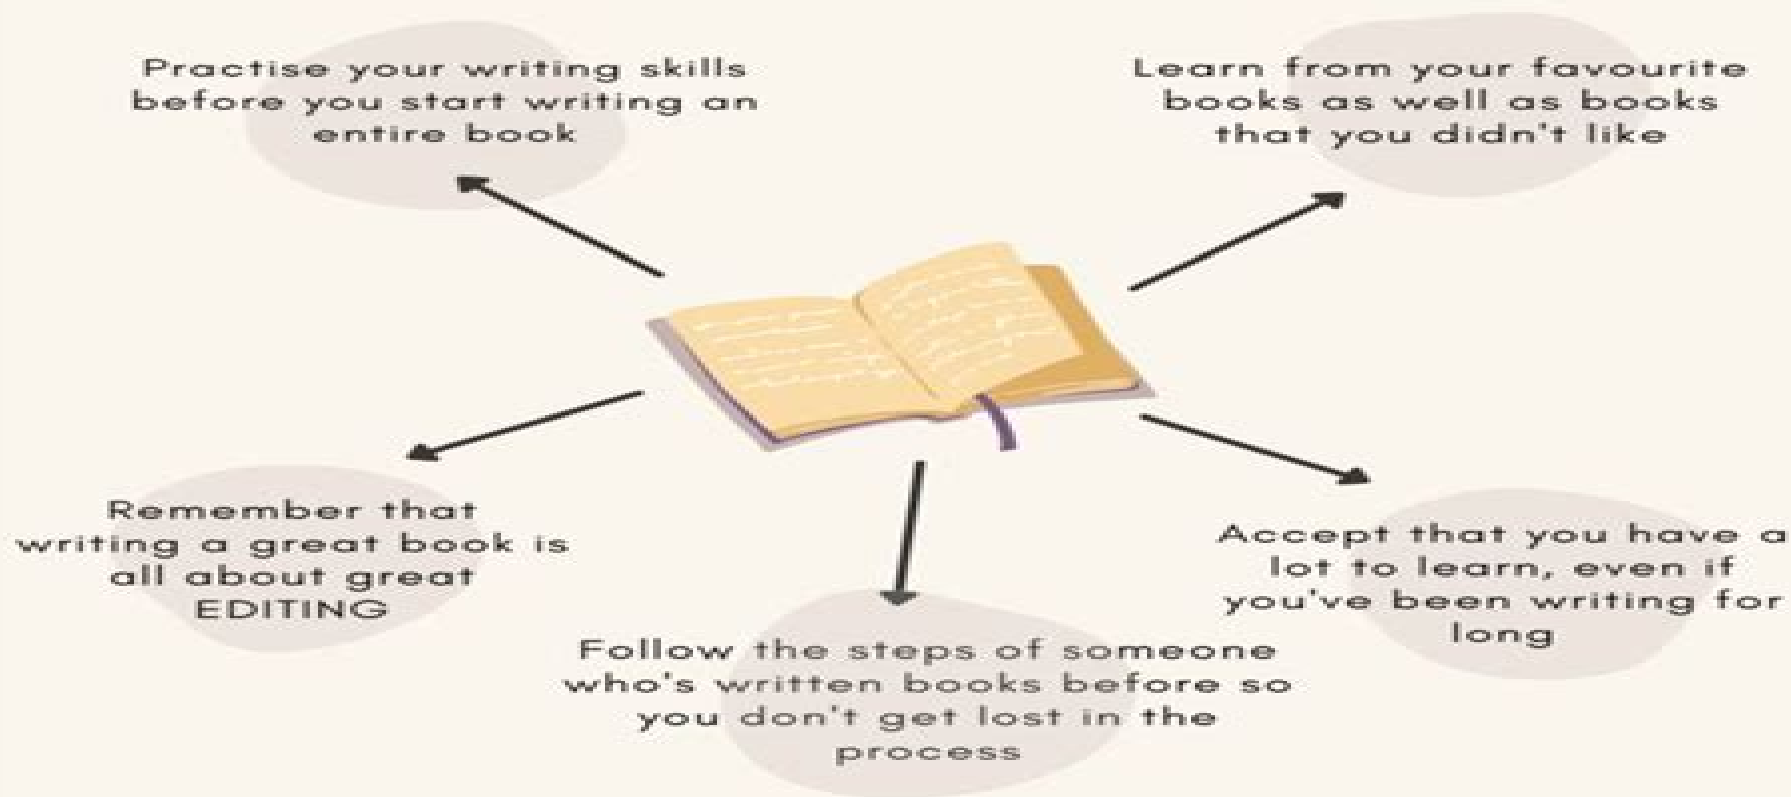 Practise your writing skills
before you start writing an
entire book
Learn from your favourite
books as well as books
that you didn't like
Remember that
writing a great book is
all about great
EDITING
Accept that you have a
lot to learn, even if
you've been writing for
long
Follow the steps of someone
who's written books before so
you don't get lost in the
process